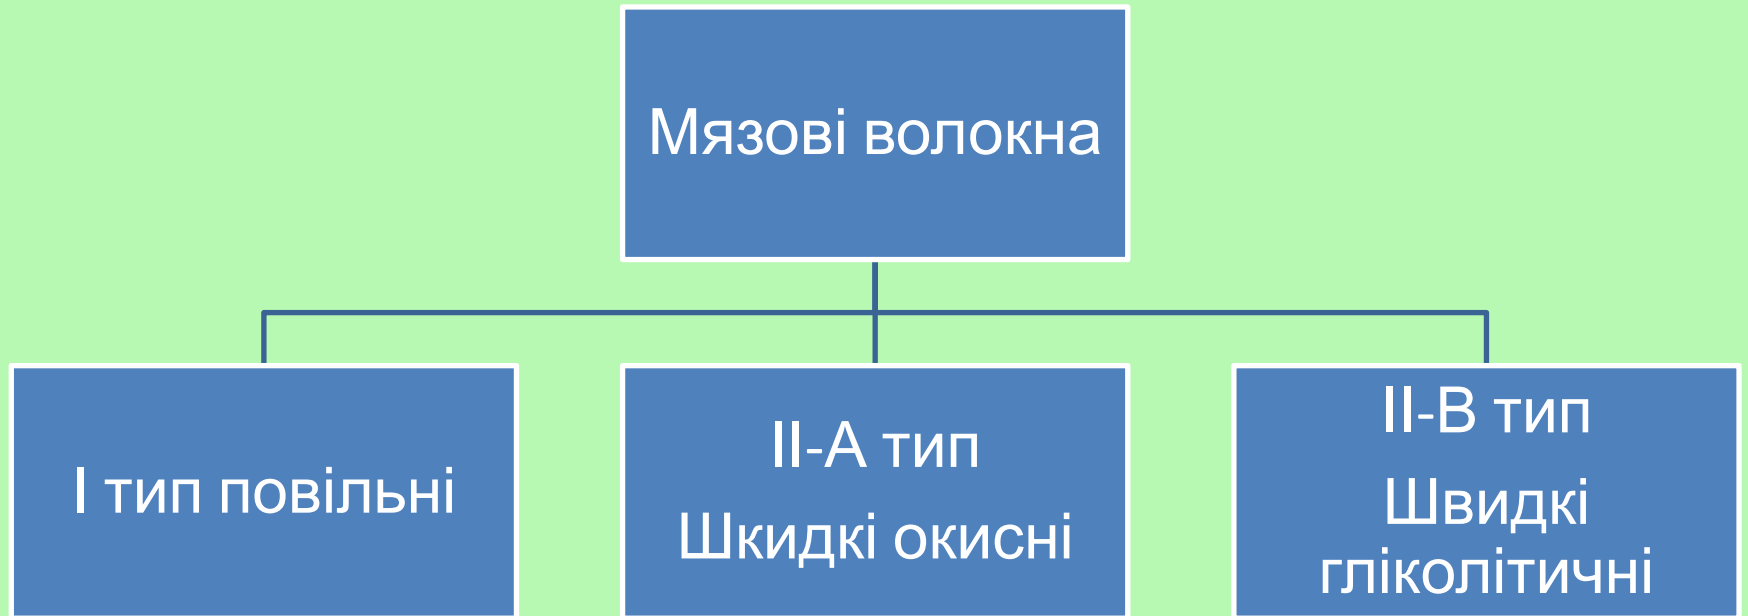 Мязові волокна
І тип повільні
ІІ-А тип
Шкидкі окисні
ІІ-В тип
Швидкі
гліколітичні